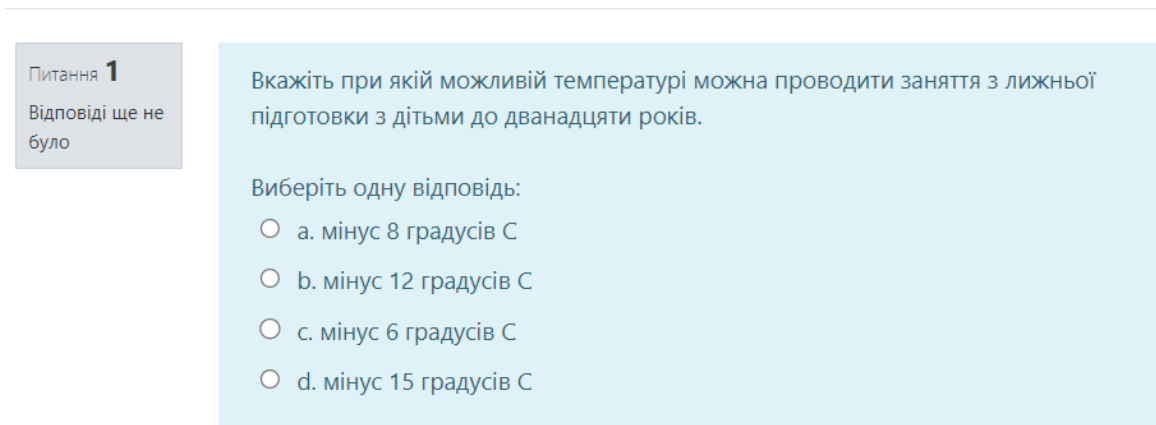 Питання 1
Відповіді ще не
було
Вкажіть при якій можливій температурі можна проводити заняття з лижньої
підготовки з дітьми до дванадцяти років.
Виберіть одну відповідь:
a. мінус 8 градусів С
b. мінус 12 градусів С
c. мінус 6 градусів С
d. мінус 15 градусів С